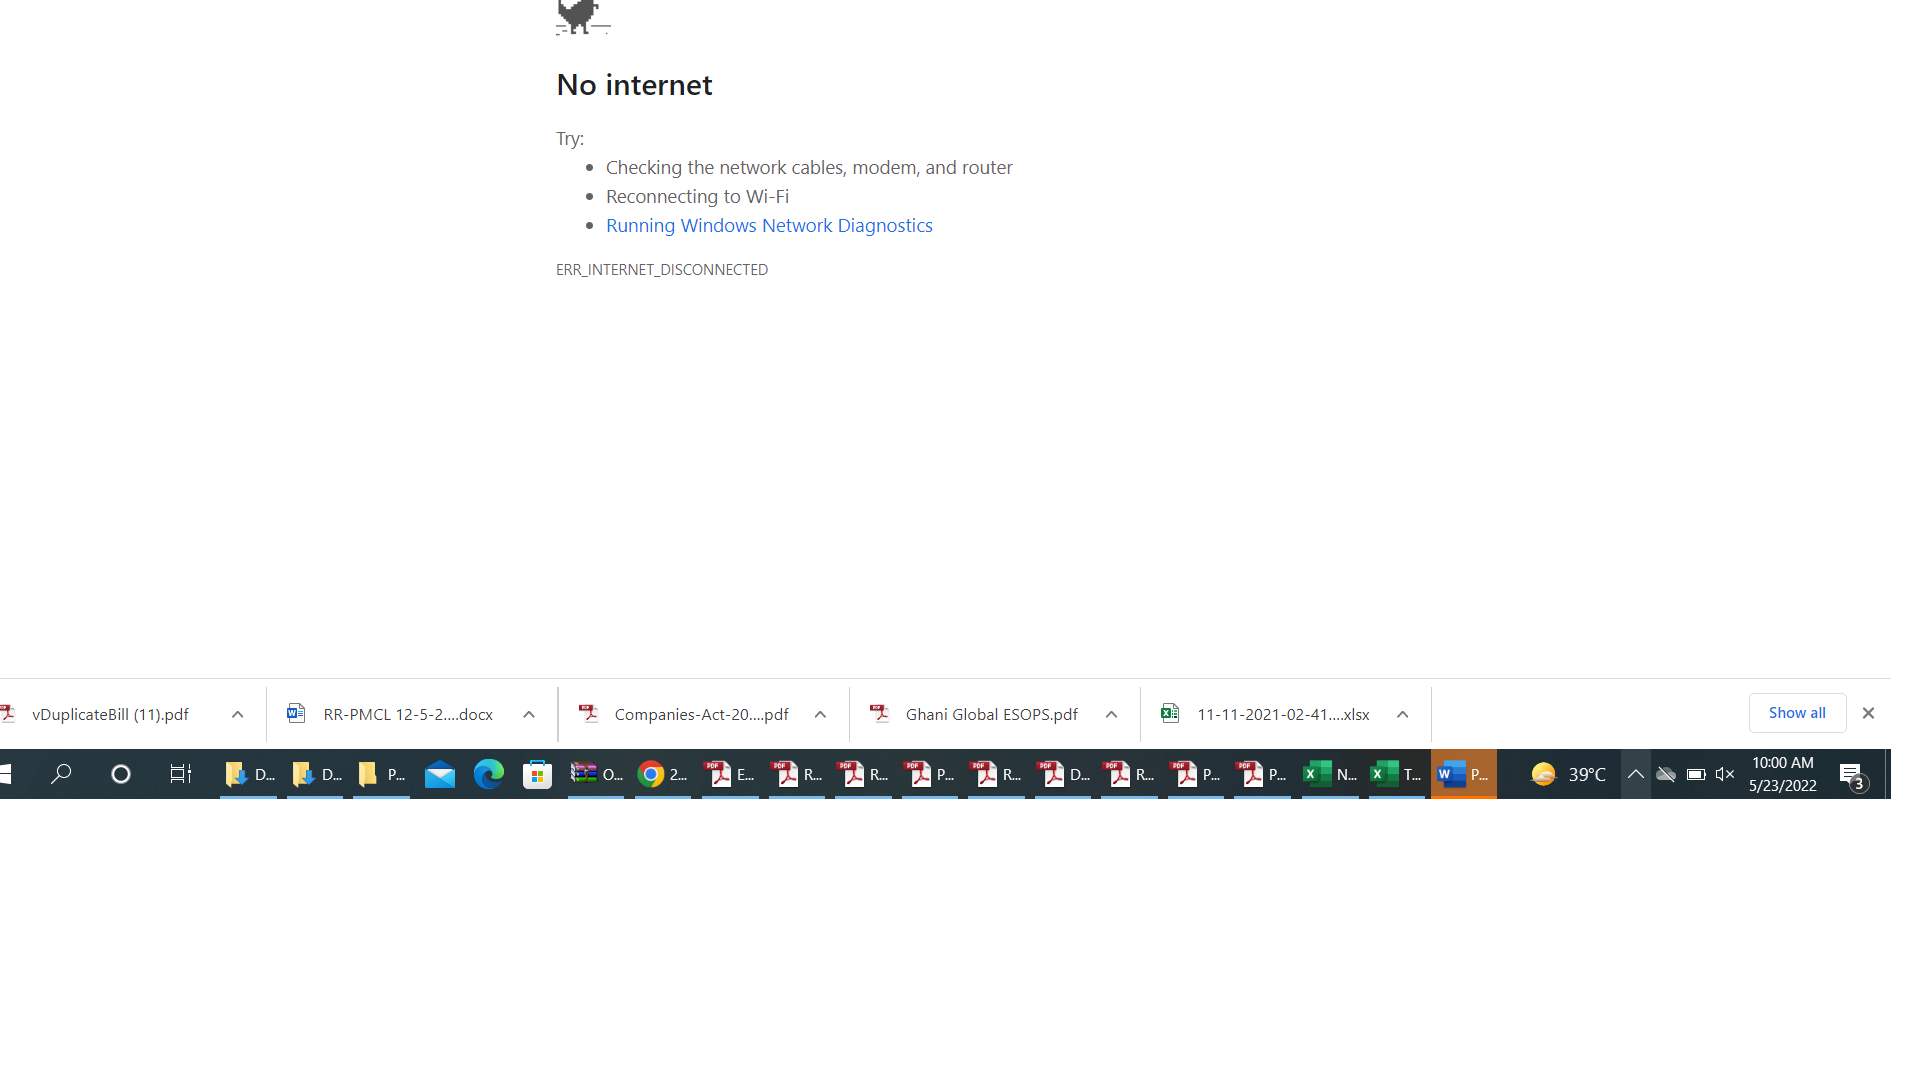 No internet
Try:
Checking the network cables, modem, and router
Reconnecting to Wi-Fi
Running Windows Network Diagnostics
ERR_INTERNET_DISCONNECTED
vDuplicateBill (11).pdf
RR-PMCL 12-5-2....docx
Companies-Act-20....pdf
Ghani Global ESOPS.pdf
11-11-2021-02-41....xlsx
Show all
D... D... P... O... 2... E... R... R... P... R... D... R... P... P... N... T... P... 39°C 10:00 AM
5/23/2022
3